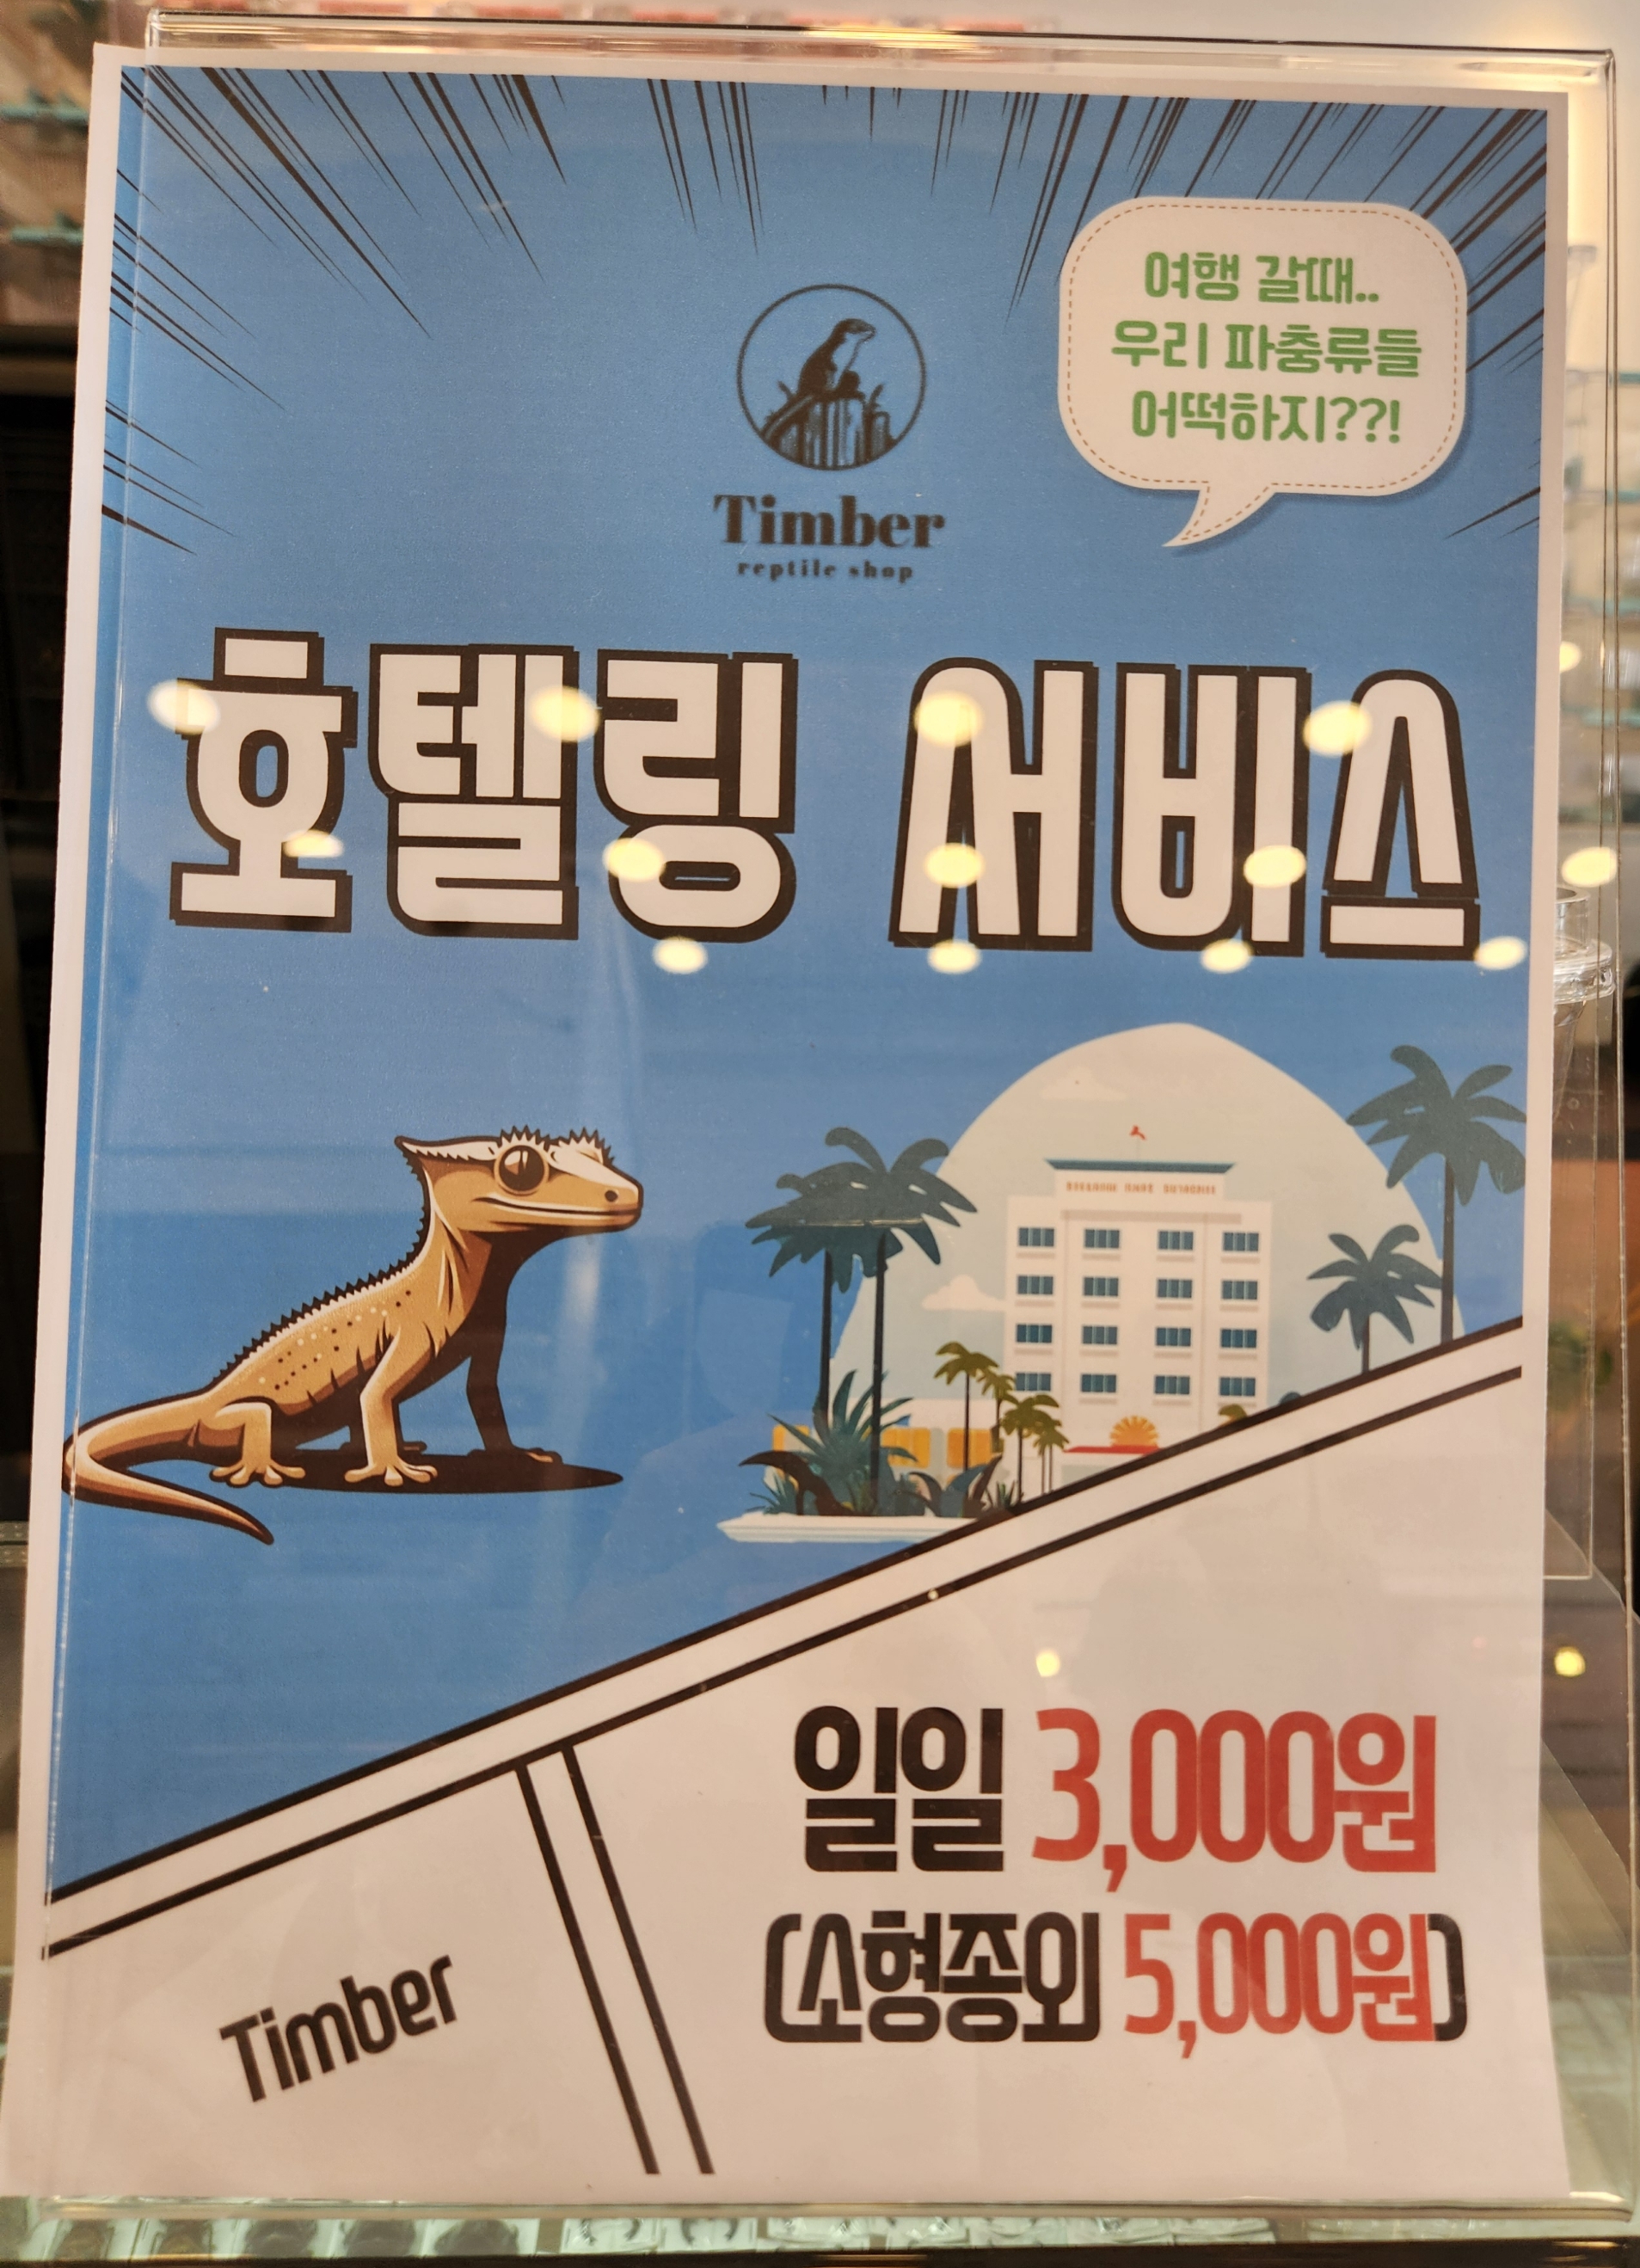 여행 갈때..
우리 파충류들
어떡하지??!
Timber
reptile shop
호텔링 서비스
일일 3,000원
(소형종외 5,000원)
Timber